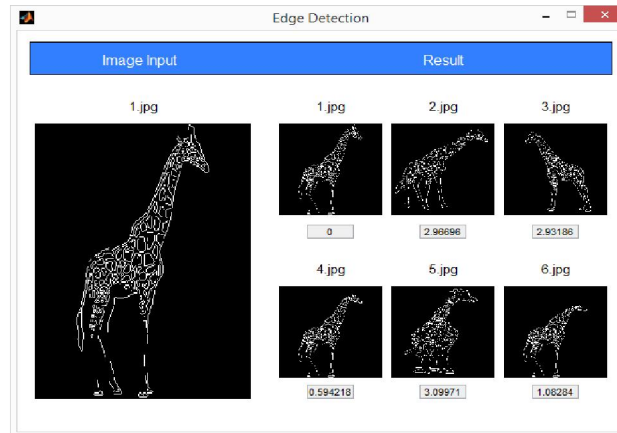 Edge Detection
Image Input Result
1.jpg
1.jpg 2.jpg 3.jpg
0 2.96696 2.93186
4.jpg 5.jpg 6.jpg
0.594218 3.09971 1.08284